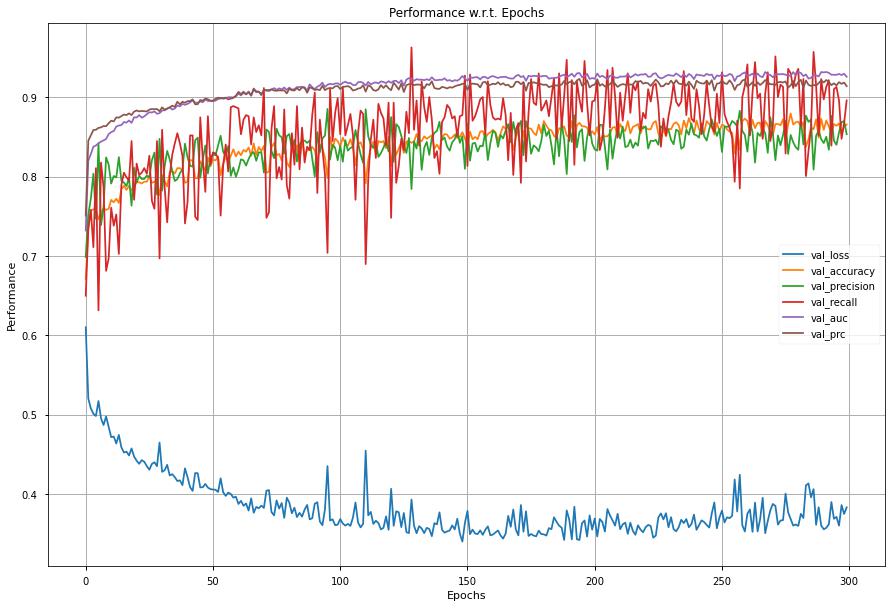 Performance w.r.t. Epochs
Performance
0.9
0.8
0.7
0.6
0.5
0.4
val_loss
val_accuracy
val_precision
val_recall
val_auc
val_prc
0 50 100 150 200 250 300
Epochs